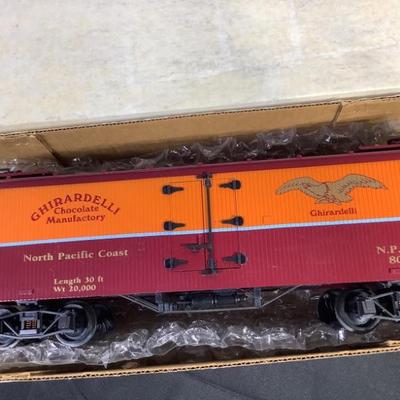 GHIRARDELLI
Chocolate
Manufactory
Ghirardelli
North Pacific Coast
N.P.
80
Length 30 ft
Wt 20,000